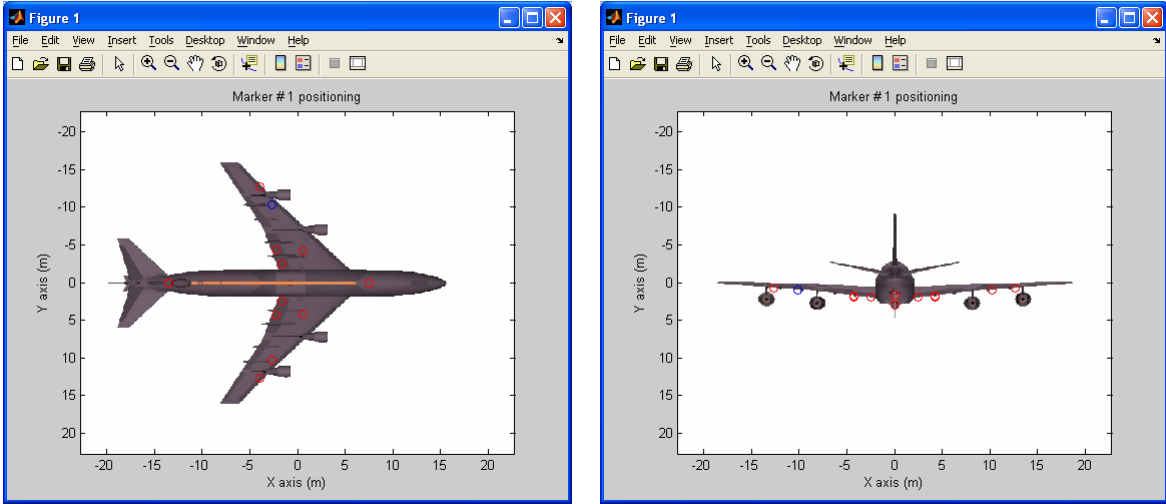 Figure 1
File Edit View Insert Tools Desktop Window Help
Marker # 1 positioning
-20
-15
-10
-5
0
5
10
15
20
Y axis (m)
-20 -15 -10 -5 0 5 10 15 20
X axis (m)
Figure 1
File Edit View Insert Tools Desktop Window Help
Marker # 1 positioning
-20
-15
-10
-5
0
5
10
15
20
Y axis (m)
-20 -15 -10 -5 0 5 10 15 20
X axis (m)